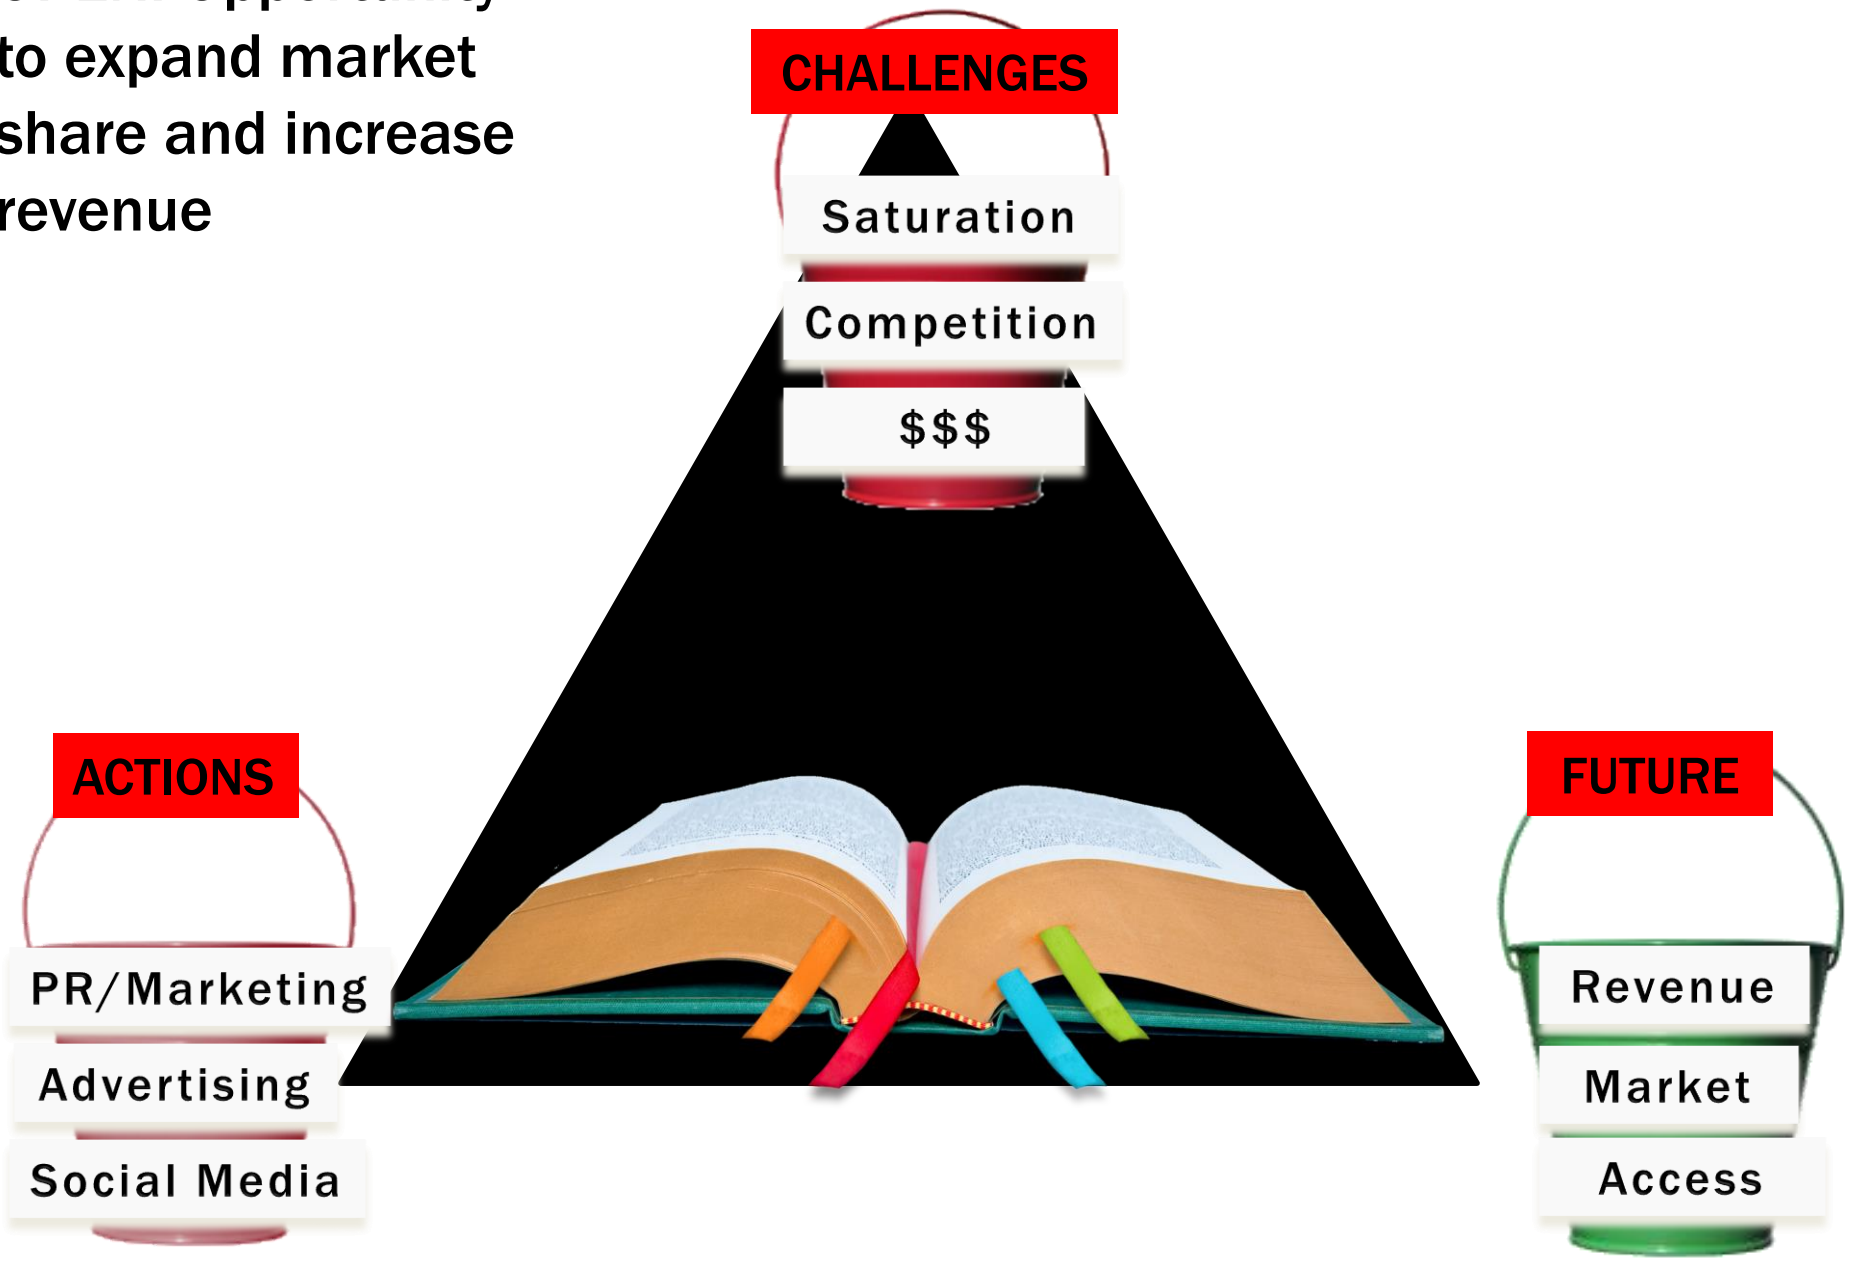 opportunity
to expand market
share and increase
revenue
CHALLENGES
Saturation
Competition
$$$
ACTIONS
PR/Marketing
Advertising
Social Media
FUTURE
Revenue
Market
Access